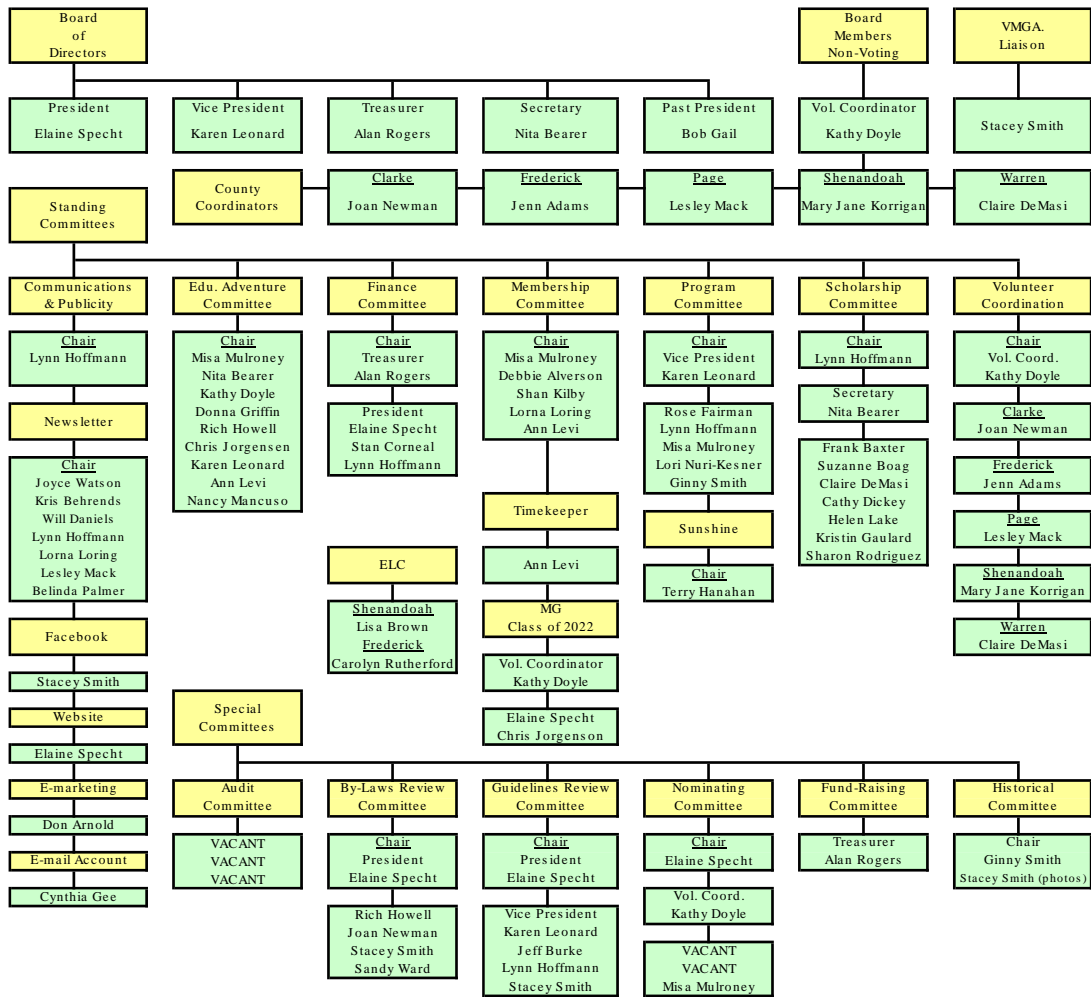 Board
of
Directors
Board
Members
Non-Voting
VMGA.
Liaison
President
Elaine Specht
Vice President
Karen Leonard
Treasurer
Alan Rogers
Secretary
Nita Bearer
Past President
Bob Gail
Vol. Coordinator
Kathy Doyle
Stacey Smith
County
Coordinators
Clarke
Joan Newman
Frederick
Jenn Adams
Page
Lesley Mack
Shenandoah
Mary Jane Korrigan
Warren
Claire DeMasi
Standing
Committees
Communications
& Publicity
Chair
Lynn Hoffmann
Newsletter
Chair
Joyce Watson
Kris Behrends
Will Daniels
Lynn Hoffmann
Lorna Loring
Lesley Mack
Belinda Palmer
Facebook
Stacey Smith
Website
Elaine Specht
E-marketing
Don Arnold
E-mail Account
Cynthia Gee
Edu. Adventure
Committee
Chair
Misa Mulroney
Nita Bearer
Kathy Doyle
Donna Griffin
Rich Howell
Chris Jorgensen
Karen Leonard
Ann Levi
Nancy Mancuso
Finance
Committee
Chair
Treasurer
Alan Rogers
President
Elaine Specht
Stan Corneal
Lynn Hoffmann
ELC
Shenandoah
Lisa Brown
Frederick
Carolyn Rutherford
Membership
Committee
Chair
Misa Mulroney
Debbie Alverson
Shan Kilby
Lorna Loring
Ann Levi
Timekeeper
Ann Levi
MG
Class of 2022
Vol. Coordinator
Kathy Doyle
Elaine Specht
Chris Jorgenson
Program
Committee
Chair
Vice President
Karen Leonard
Rose Fairman
Lynn Hoffmann
Misa Mulroney
Lori Nuri-Kesner
Ginny Smith
Sunshine
Chair
Terry Hanahan
Scholarship
Committee
Chair
Lynn Hoffmann
Secretary
Nita Bearer
Frank Baxter
Suzanne Boag
Claire DeMasi
Cathy Dickey
Helen Lake
Kristin Gaulard
Sharon Rodriguez
Volunteer
Coordination
Chair
Vol. Coord.
Kathy Doyle
Clarke
Joan Newman
Frederick
Jenn Adams
Page
Lesley Mack
Shenandoah
Mary Jane Korrigan
Warren
Claire DeMasi
Special
Committees
Audit
Committee
VACANT
VACANT
VACANT
By-Laws Review
Committee
Chair
President
Elaine Specht
Rich Howell
Joan Newman
Stacey Smith
Sandy Ward
Guidelines Review
Committee
Chair
President
Elaine Specht
Vice President
Karen Leonard
Jeff Burke
Lynn Hoffmann
Stacey Smith
Nominating
Committee
Chair
Elaine Specht
Vol. Coord.
Kathy Doyle
VACANT
VACANT
Misa Mulroney
Fund-Raising
Committee
Treasurer
Alan Rogers
Historical
Committee
Chair
Ginny Smith
Stacey Smith (photos)